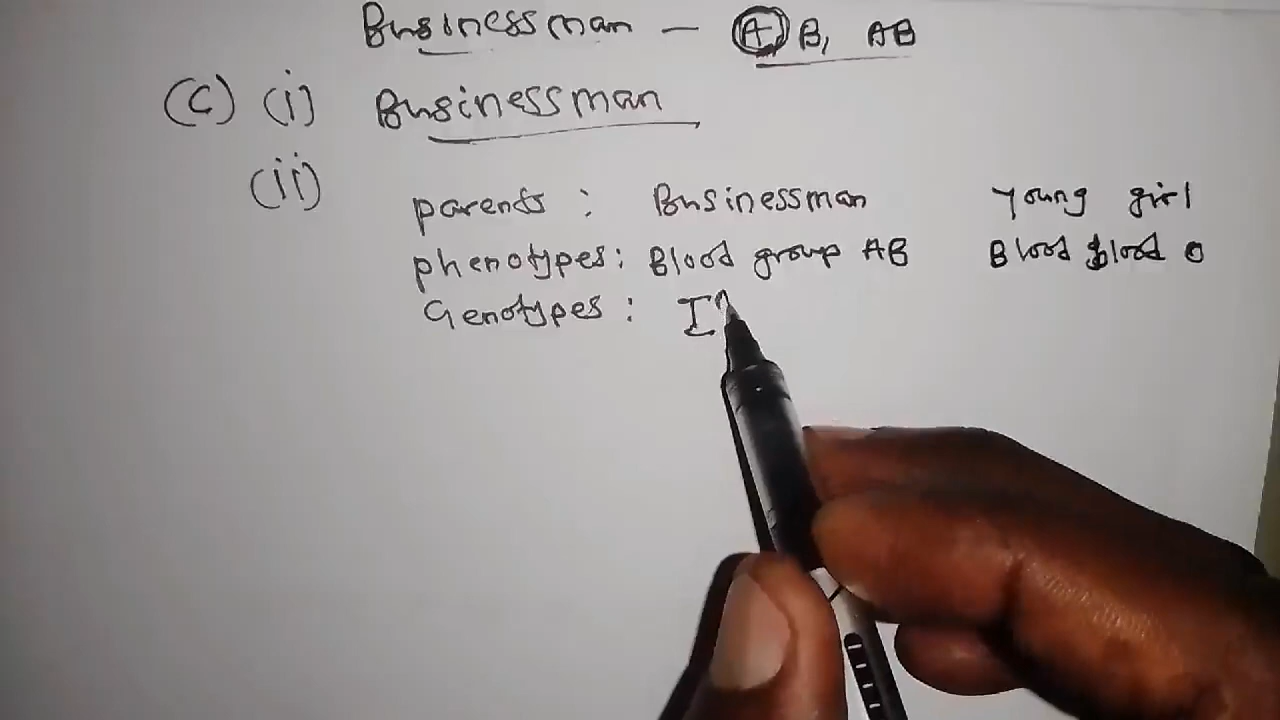 Businessman — A B, AB
(C) (i) Businessman
(ii)
parents : Businessman Young girl
phenotypes: Blood group AB Blood blood O
Genotypes : I^A